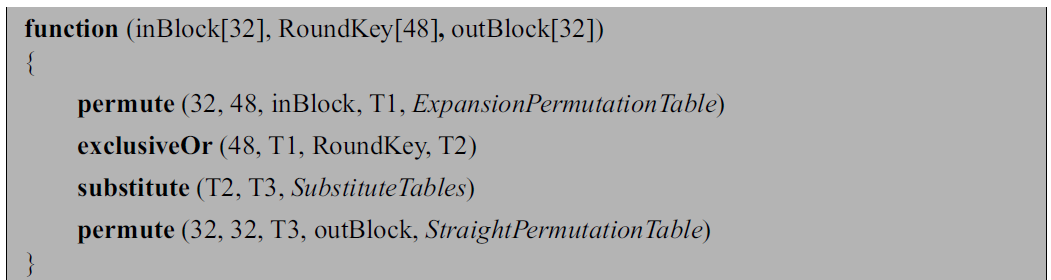 function (inBlock[32], RoundKey[48], outBlock[32])
{
permute (32, 48, inBlock, T1, ExpansionPermutationTable)
exclusiveOr (48, T1, RoundKey, T2)
substitute (T2, T3, SubstituteTables)
permute (32, 32, T3, outBlock, StraightPermutationTable)
}